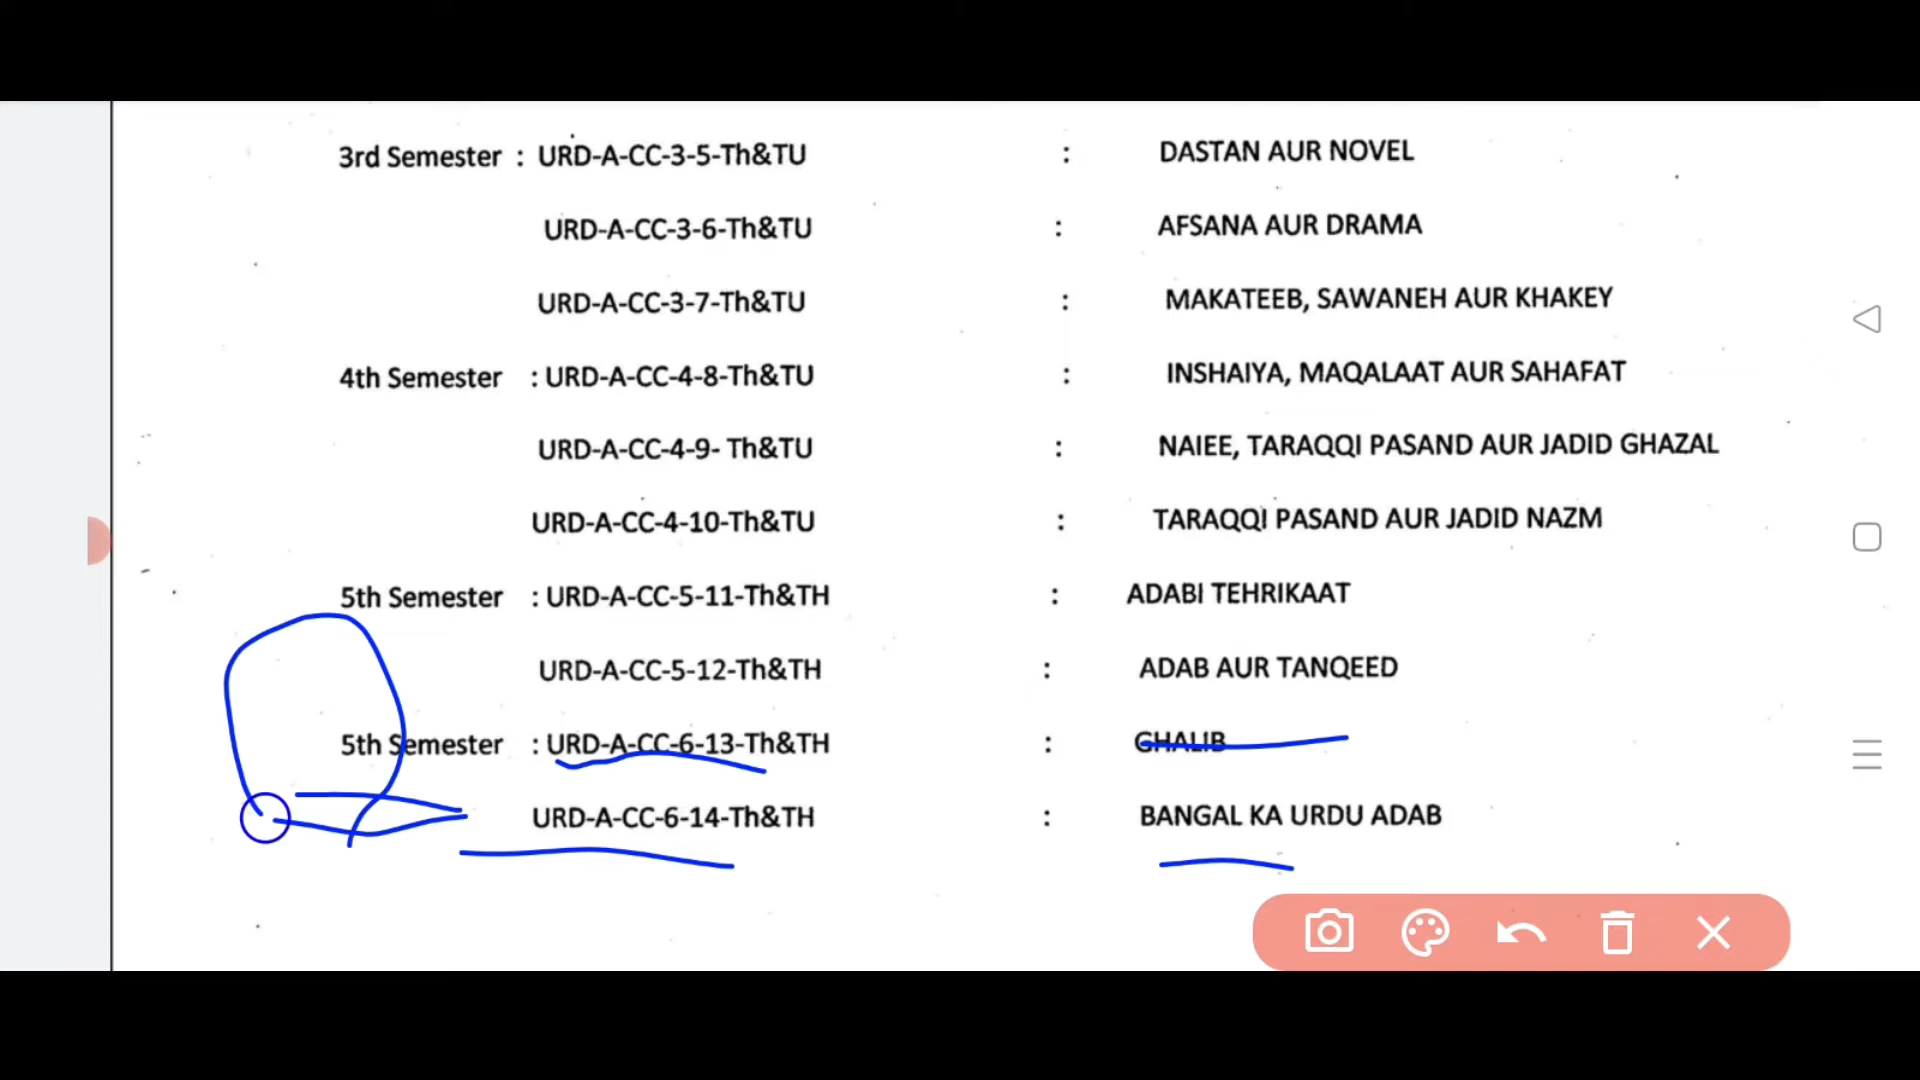 3rd Semester : URD-A-CC-3-5-Th&TU : DASTAN AUR NOVEL
URD-A-CC-3-6-Th&TU : AFSANA AUR DRAMA
URD-A-CC-3-7-Th&TU : MAKATEEB, SAWANEH AUR KHAKEY
4th Semester : URD-A-CC-4-8-Th&TU : INSHAIYA, MAQALAAT AUR SAHAFAT
URD-A-CC-4-9- Th&TU : NAIEE, TARAQQI PASAND AUR JADID GHAZAL
URD-A-CC-4-10-Th&TU : TARAQQI PASAND AUR JADID NAZM
5th Semester : URD-A-CC-5-11-Th&TH : ADABI TEHRIKAAT
URD-A-CC-5-12-Th&TH : ADAB AUR TANQEED
5th Semester : URD-A-CC-6-13-Th&TH : GHALIB
URD-A-CC-6-14-Th&TH : BANGAL KA URDU ADAB